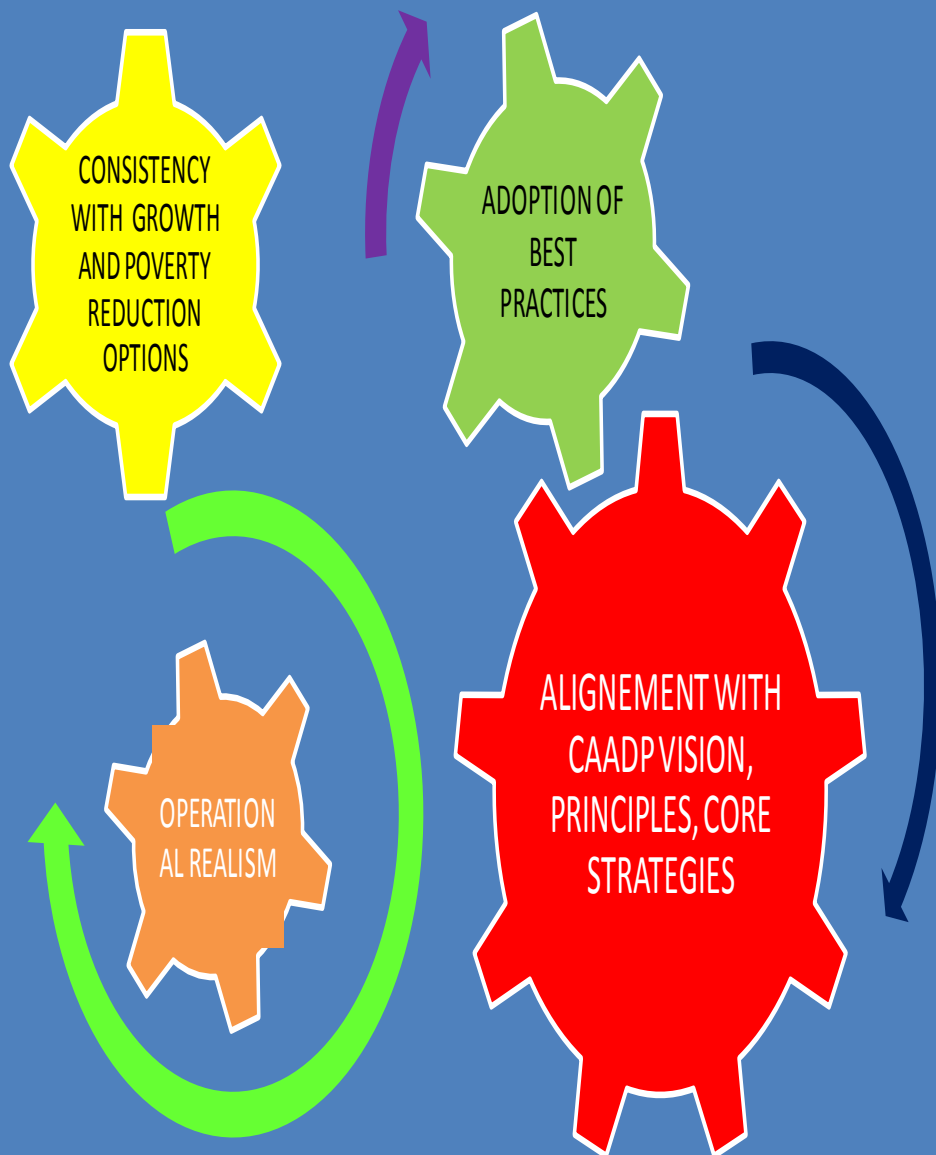 CONSISTENCY
WITH GROWTH
AND POVERTY
REDUCTION
OPTIONS
ADOPTION OF
BEST
PRACTICES
OPERATION
AL REALISM
ALIGNEMENT WITH
CAADP VISION,
PRINCIPLES, CORE
STRATEGIES